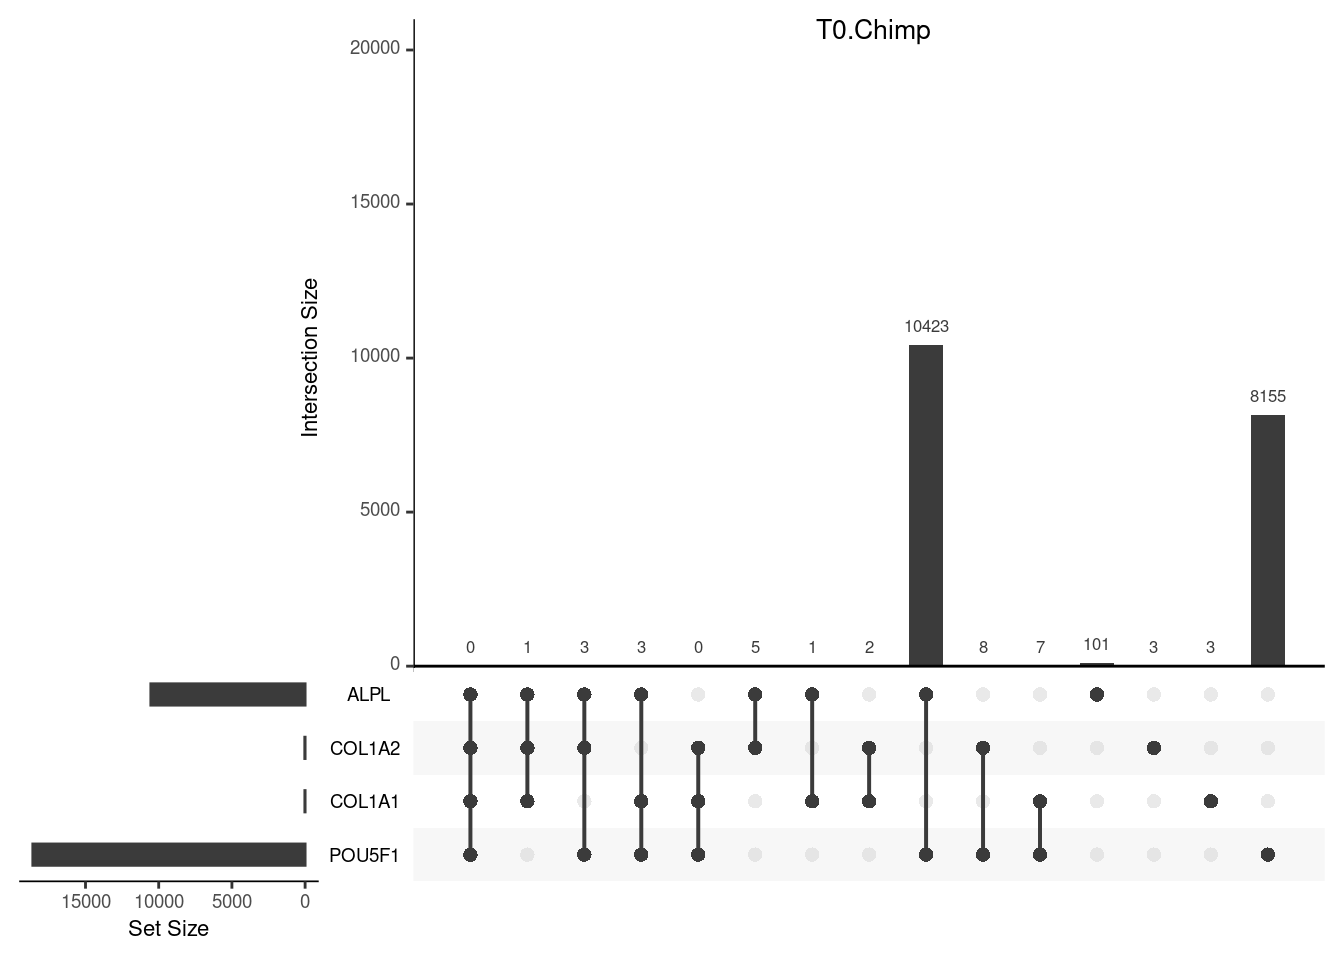 T0.Chimp
20000
15000
10000
5000
0
Intersection Size
10423
8155
0 1 3 3 0 5 1 2 8 7 101 3 3
ALPL
COL1A2
COL1A1
POU5F1
15000 10000 5000 0
Set Size